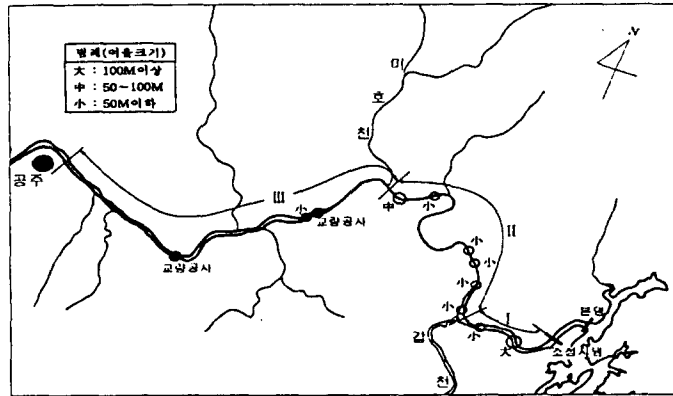 범례(여울크기)
大 : 100M이상
中 : 50~100M
小 : 50M이하
N
미
호
천
공주
III
小
교량공사
교량공사
中
小
II
小
小
小
小
I
小
大
갑
천
본댐